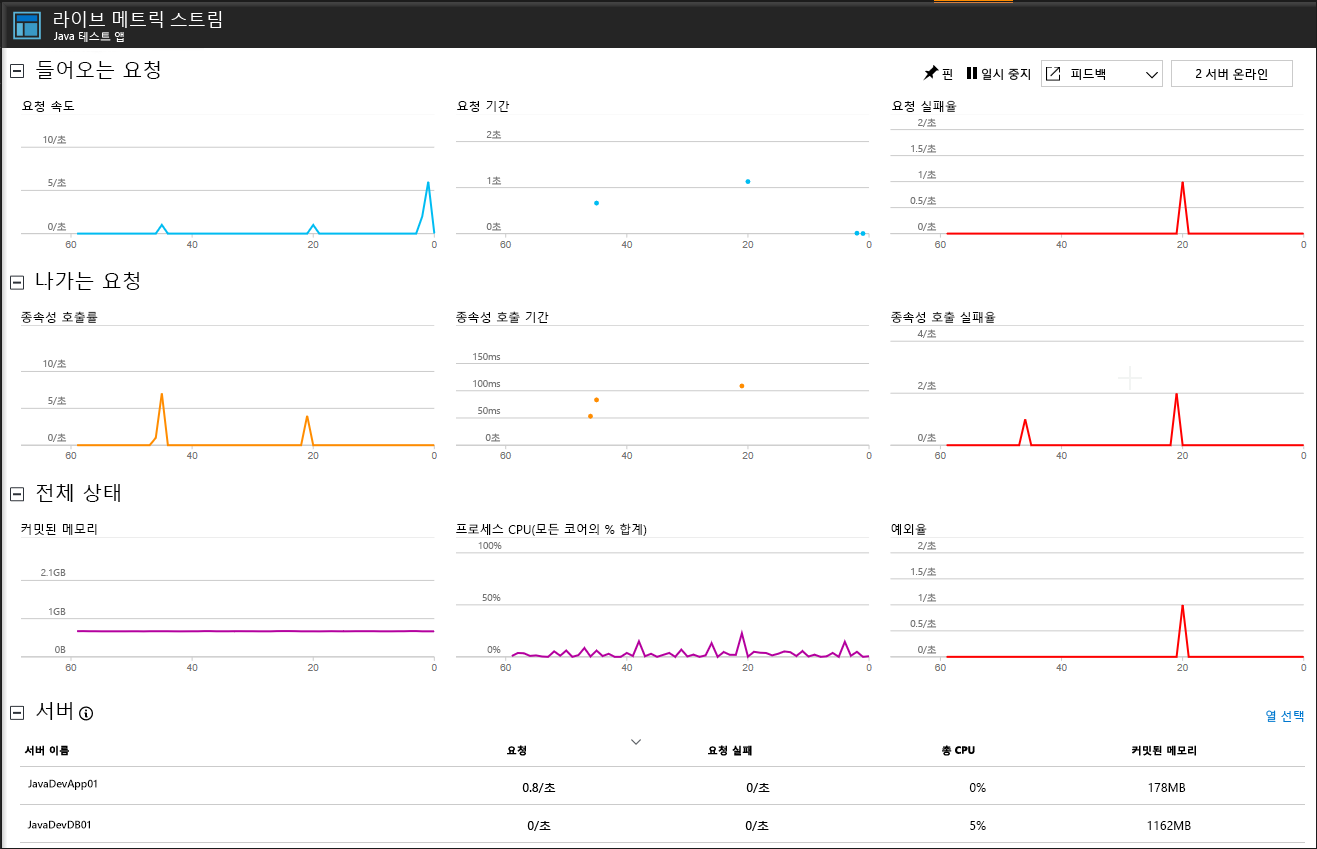 라이브 메트릭 스트림
Java 테스트 앱
들어오는 요청
핀
일시 중지
피드백
2 서버 온라인
요청 속도
10/초
5/초
0/초
60 40 20 0
요청 기간
2초
1초
0초
60 40 20 0
요청 실패율
2/초
1.5/초
1/초
0.5/초
0/초
60 40 20 0
나가는 요청
종속성 호출률
10/초
5/초
0/초
60 40 20 0
종속성 호출 기간
150ms
100ms
50ms
0초
60 40 20 0
종속성 호출 실패율
4/초
2/초
0/초
60 40 20 0
전체 상태
커밋된 메모리
2.1GB
1GB
0B
60 40 20 0
프로세스 CPU(모든 코어의 % 합계)
100%
50%
0%
60 40 20 0
예외율
2/초
1.5/초
1/초
0.5/초
0/초
60 40 20 0
서버
열 선택
서버 이름 요청 요청 실패 총 CPU 커밋된 메모리
JavaDevApp01 0.8/초 0/초 0% 178MB
JavaDevDB01 0/초 0/초 5% 1162MB